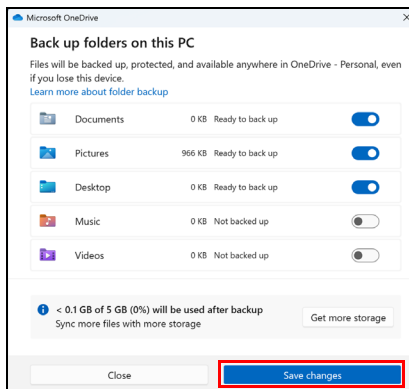 Microsoft OneDrive
Back up folders on this PC
Files will be backed up, protected, and available anywhere in OneDrive - Personal, even
if you lose this device.
Learn more about folder backup
Documents 0 KB Ready to back up
Pictures 966 KB Ready to back up
Desktop 0 KB Ready to back up
Music 0 KB Not backed up
Videos 0 KB Not backed up
< 0.1 GB of 5 GB (0%) will be used after backup
Sync more files with more storage
Get more storage
Close Save changes